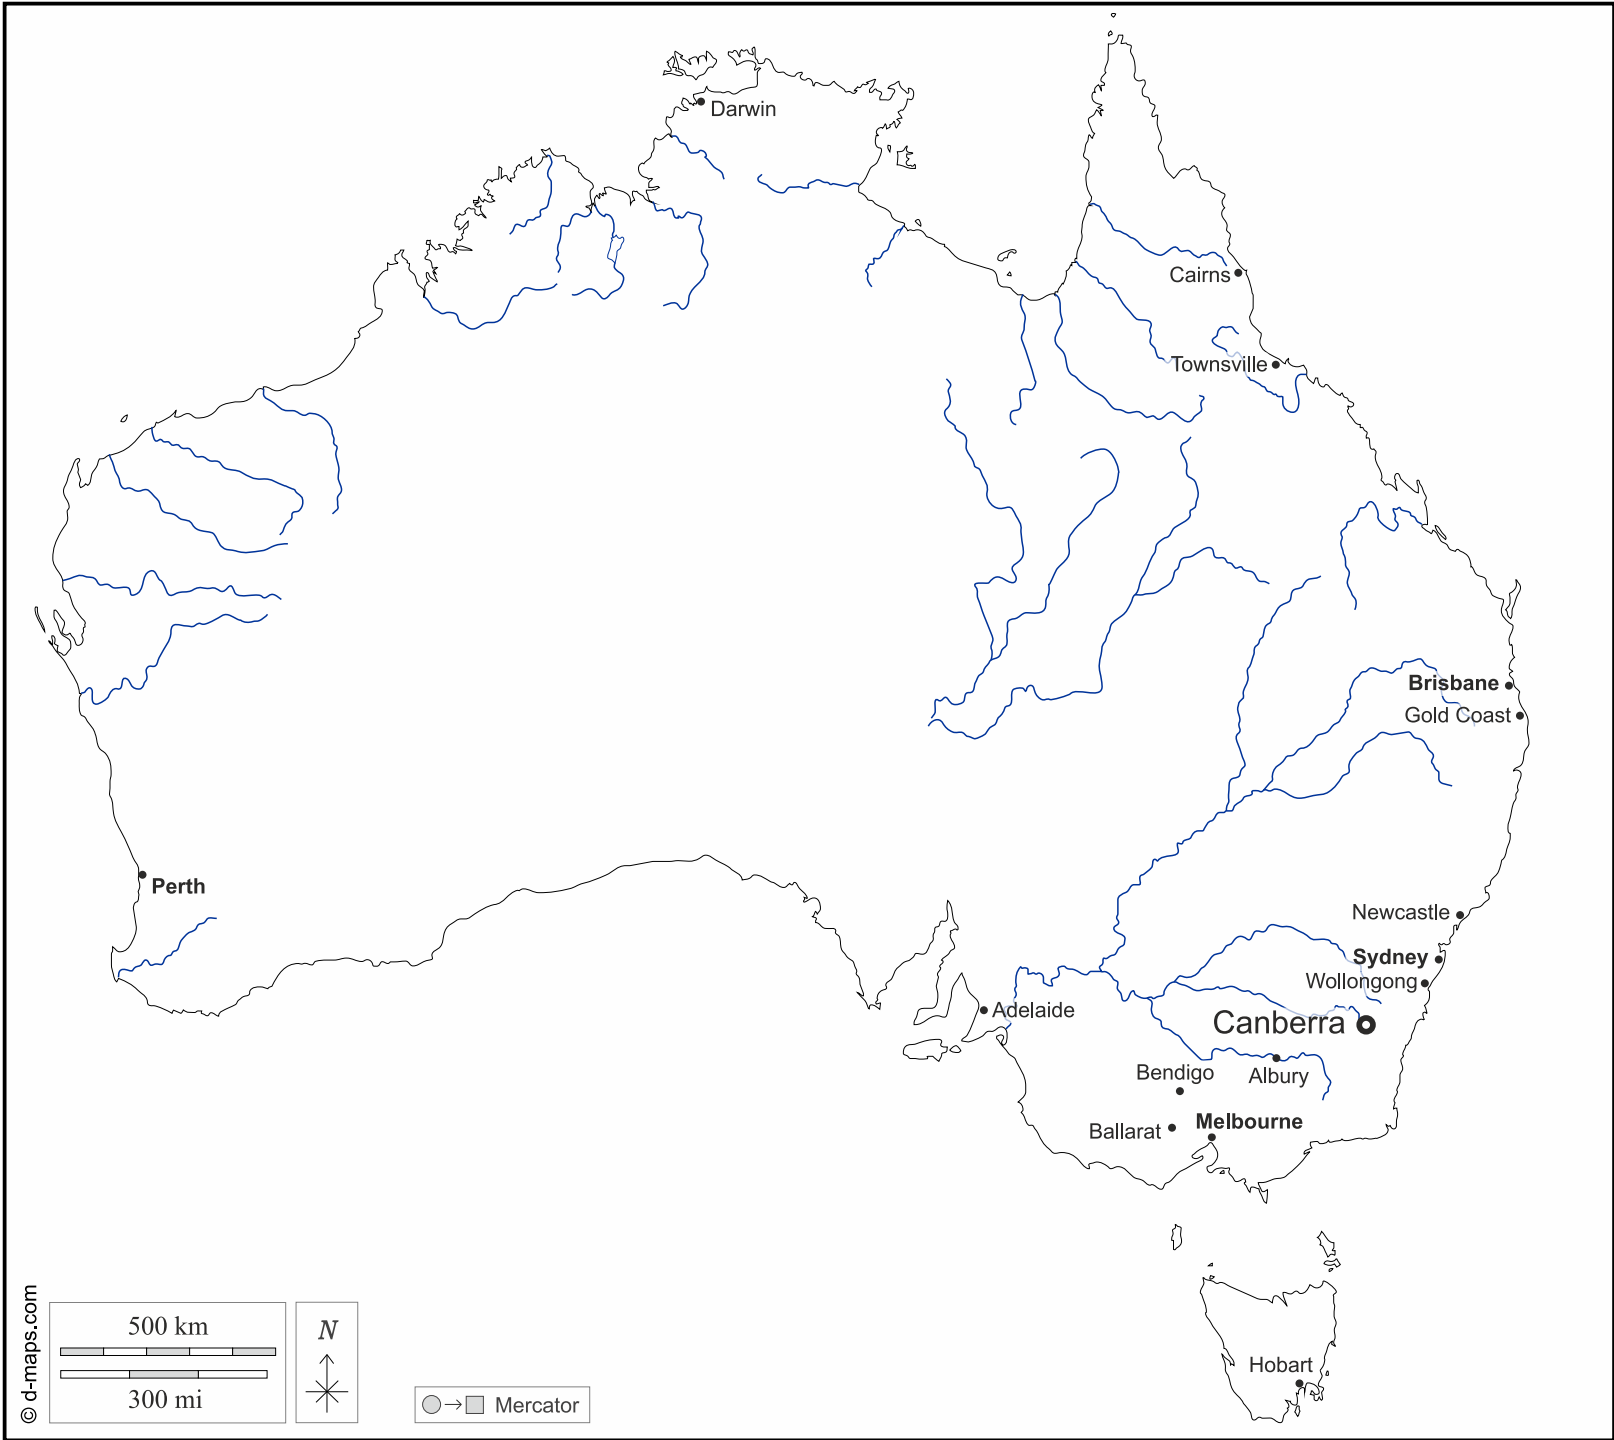 Darwin
Cairns
Townsville
Brisbane
Gold Coast
Perth
Newcastle
Sydney
Wollongong
Adelaide
Canberra
Bendigo
Albury
Melbourne
Ballarat
Hobart
© d-maps.com
500 km
300 mi
N
Mercator